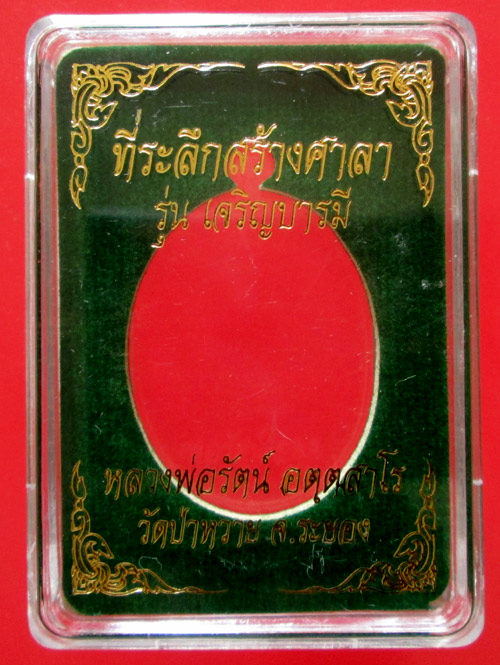 ที่ระลึกสร้างศาลา
รุ่น เจริญบารมี
หลวงพ่อรัตน์ อตฺตสาโร
วัดป่าหวาย จ.ระยอง